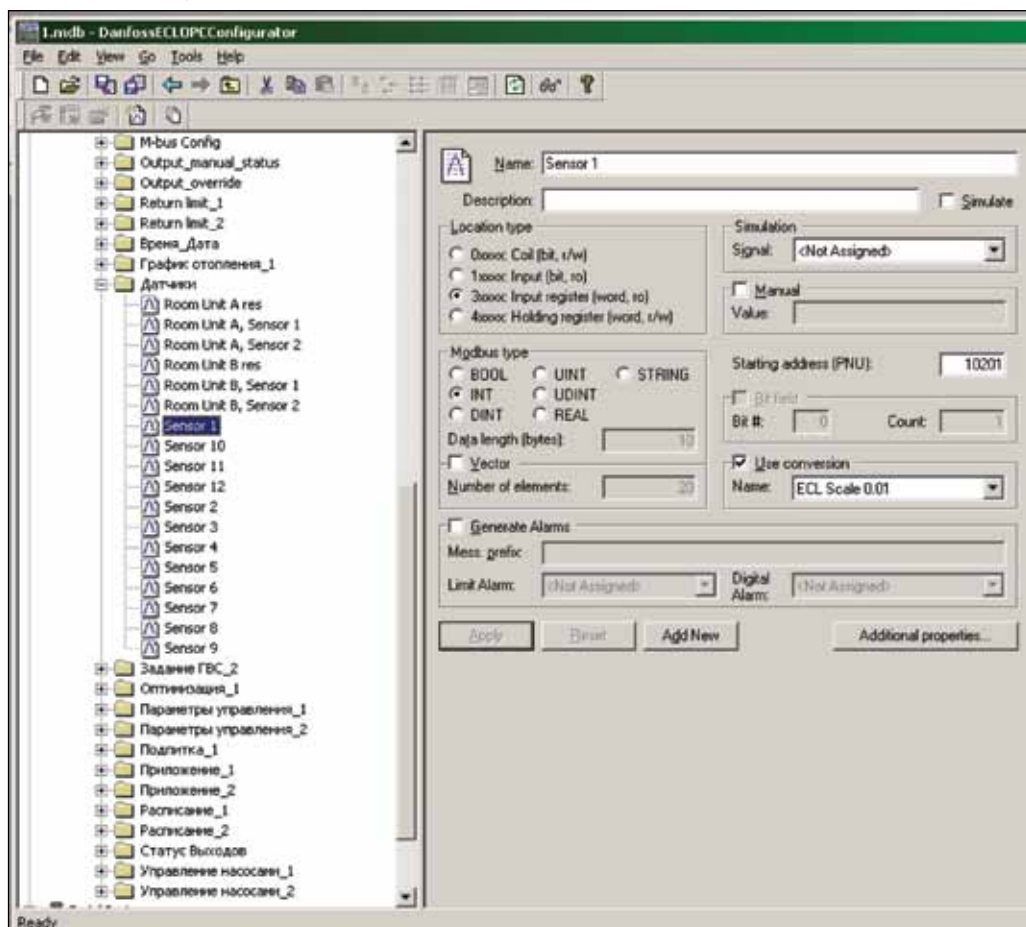 1.mdb - DanfossECLOPCConfigurator
File Edit View Go Tools Help
M-bus Config
Output_manual_status
Output_override
Return limit_1
Return limit_2
Время_Дата
График отопления_1
Датчики
Room Unit A res
Room Unit A, Sensor 1
Room Unit A, Sensor 2
Room Unit B res
Room Unit B, Sensor 1
Room Unit B, Sensor 2
Sensor 1
Sensor 10
Sensor 11
Sensor 12
Sensor 2
Sensor 3
Sensor 4
Sensor 5
Sensor 6
Sensor 7
Sensor 8
Sensor 9
Задание ГВС_2
Оптимизация_1
Параметры управления_1
Параметры управления_2
Подпитка_1
Приложение_1
Приложение_2
Расписание_1
Расписание_2
Статус Выходов
Управление насосами_1
Управление насосами_2
Name: Sensor 1
Description: Simulate
Location type
0xxxx: Coil (bit, r/w)
1xxxx: Input (bit, ro)
3xxxx: Input register (word, ro)
4xxxx: Holding register (word, r/w)
Simulation
Signal: <Not Assigned>
Manual
Value:
Modbus type
BOOL UINT STRING
INT UDINT
DINT REAL
Data length (bytes): 10
Vector
Number of elements: 20
Starting address (PNU): 10201
Bit field
Bit #: 0 Count: 1
Use conversion
Name: ECL Scale 0.01
Generate Alarms
Mess. prefix:
Limit Alarm: <Not Assigned> Digital Alarm: <Not Assigned>
Apply Reset Add New Additional properties...
Ready